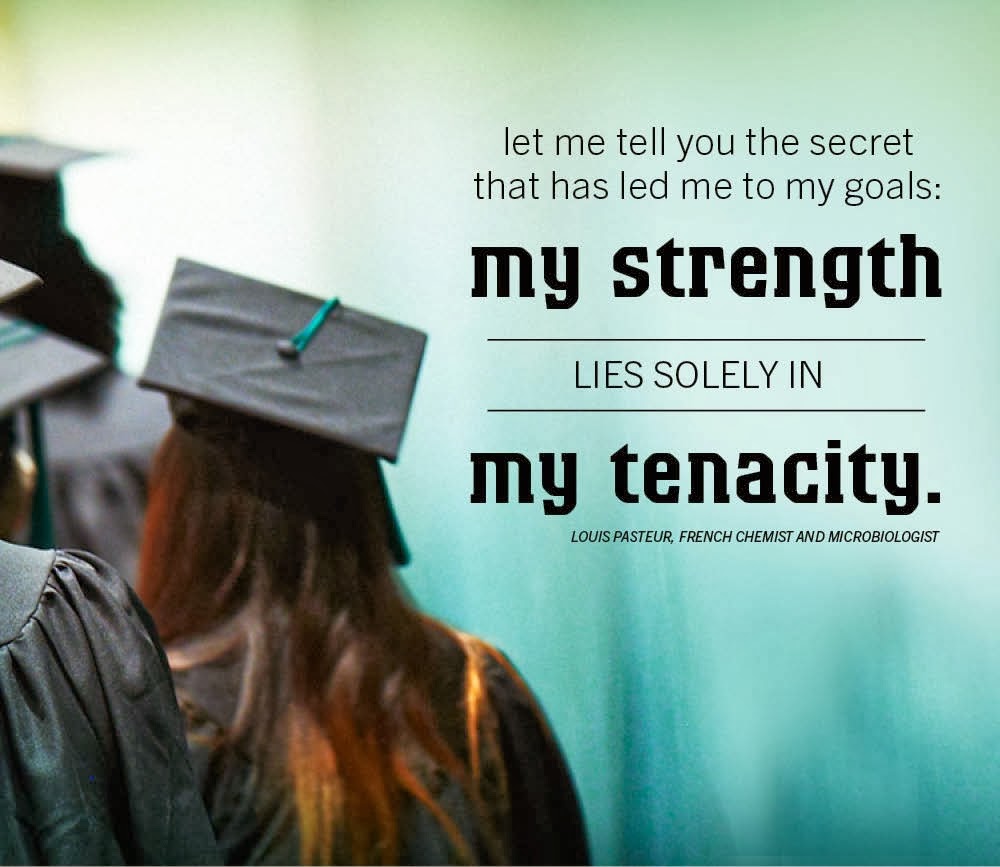 let me tell you the secret
that has led me to my goals:
my strength
LIES SOLELY IN
my tenacity.
LOUIS PASTEUR, FRENCH CHEMIST AND MICROBIOLOGIST